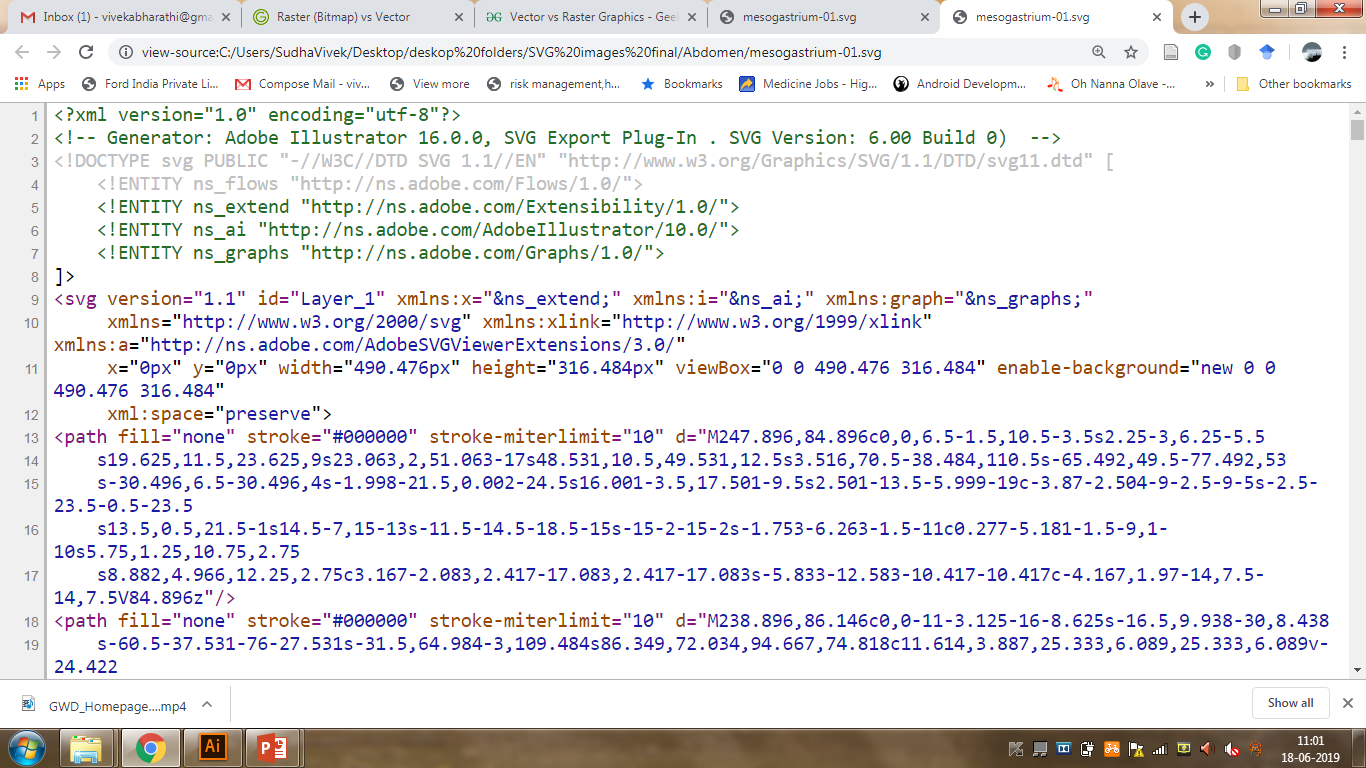 Inbox (1) - vivekabharathi@gma
Raster (Bitmap) vs Vector
Vector vs Raster Graphics - Geel
mesogastrium-01.svg
mesogastrium-01.svg
view-source:C:/Users/SudhaVivek/Desktop/deskop%20folders/SVG%20images%20final/Abdomen/mesogastrium-01.svg
Apps
Ford India Private Li...
Compose Mail - viv...
View more
risk management,h...
Bookmarks
Medicine Jobs - Hig...
Android Developm...
Oh Nanna Olave -...
»
Other bookmarks
1 <?xml version="1.0" encoding="utf-8"?>
2 <!-- Generator: Adobe Illustrator 16.0.0, SVG Export Plug-In . SVG Version: 6.00 Build 0)  -->
3 <!DOCTYPE svg PUBLIC "-//W3C//DTD SVG 1.1//EN" "http://www.w3.org/Graphics/SVG/1.1/DTD/svg11.dtd" [
4 <!ENTITY ns_flows "http://ns.adobe.com/Flows/1.0/">
5 <!ENTITY ns_extend "http://ns.adobe.com/Extensibility/1.0/">
6 <!ENTITY ns_ai "http://ns.adobe.com/AdobeIllustrator/10.0/">
7 <!ENTITY ns_graphs "http://ns.adobe.com/Graphs/1.0/">
8 ]>
9 <svg version="1.1" id="Layer_1" xmlns:x="&ns_extend;" xmlns:i="&ns_ai;" xmlns:graph="&ns_graphs;"
10 xmlns="http://www.w3.org/2000/svg" xmlns:xlink="http://www.w3.org/1999/xlink"
xmlns:a="http://ns.adobe.com/AdobeSVGViewerExtensions/3.0/"
11 x="0px" y="0px" width="490.476px" height="316.484px" viewBox="0 0 490.476 316.484" enable-background="new 0 0
490.476 316.484"
12 xml:space="preserve">
13 <path fill="none" stroke="#000000" stroke-miterlimit="10" d="M247.896,84.896c0,0,6.5-1.5,10.5-3.5s2.25-3,6.25-5.5
14 s19.625,11.5,23.625,9s23.063,2,51.063-17s48.531,10.5,49.531,12.5s3.516,70.5-38.484,110.5s-65.492,49.5-77.492,53
15 s-30.496,6.5-30.496,4s-1.998-21.5,0.002-24.5s16.001-3.5,17.501-9.5s2.501-13.5-5.999-19c-3.87-2.504-9-2.5-9-5s-2.5-
23.5-0.5-23.5
16 s13.5,0.5,21.5-1s14.5-7,15-13s-11.5-14.5-18.5-15s-15-2-15-2s-1.753-6.263-1.5-11c0.277-5.181-1.5-9,1-
10s5.75,1.25,10.75,2.75
17 s8.882,4.966,12.25,2.75c3.167-2.083,2.417-17.083,2.417-17.083s-5.833-12.583-10.417-10.417c-4.167,1.97-14,7.5-
14,7.5V84.896z"/>
18 <path fill="none" stroke="#000000" stroke-miterlimit="10" d="M238.896,86.146c0,0-11-3.125-16-8.625s-16.5,9.938-30,8.438
19 s-60.5-37.531-76-27.531s-31.5,64.984-3,109.484s86.349,72.034,94.667,74.818c11.614,3.887,25.333,6.089,25.333,6.089v-
24.422
GWD_Homepage....mp4
Show all
Ai
11:01
18-06-2019